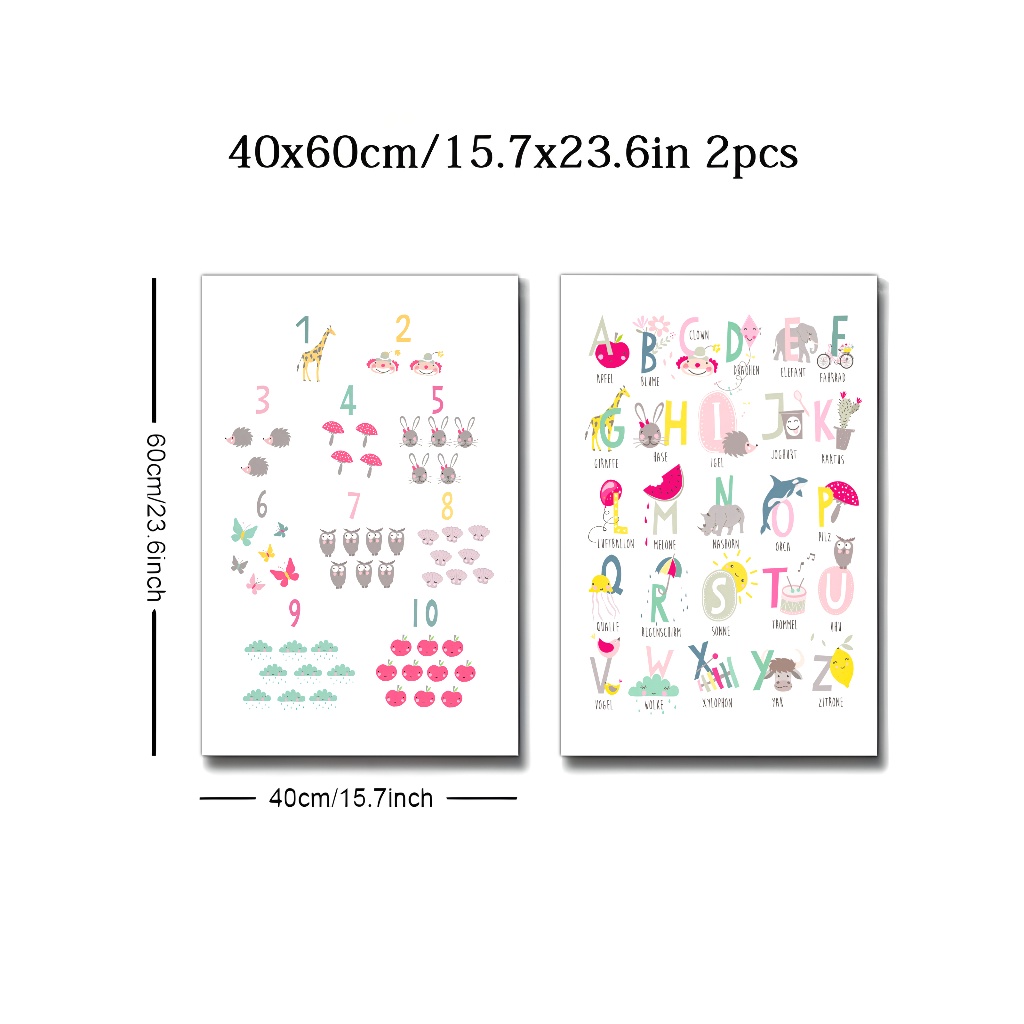 40x60cm/15.7x23.6in 2pcs
60cm/23.6inch
40cm/15.7inch
1 2
3 4 5
6 7 8
9 10
A B C D E F
CLOWN
APFEL BLUME DRACHEN ELEFANT FAHRRAD
G H I J K
GIRAFFE HASE IGEL JOGHURT KAKTUS
L M N O P
LUFTBALLON MELONE NASHORN ORCA PILZ
Q R S T U
QUALLE REGENSCHIRM SONNE TROMMEL UHU
V W X Y Z
VOGEL WOLKE XYLOPHON YAK ZITRONE